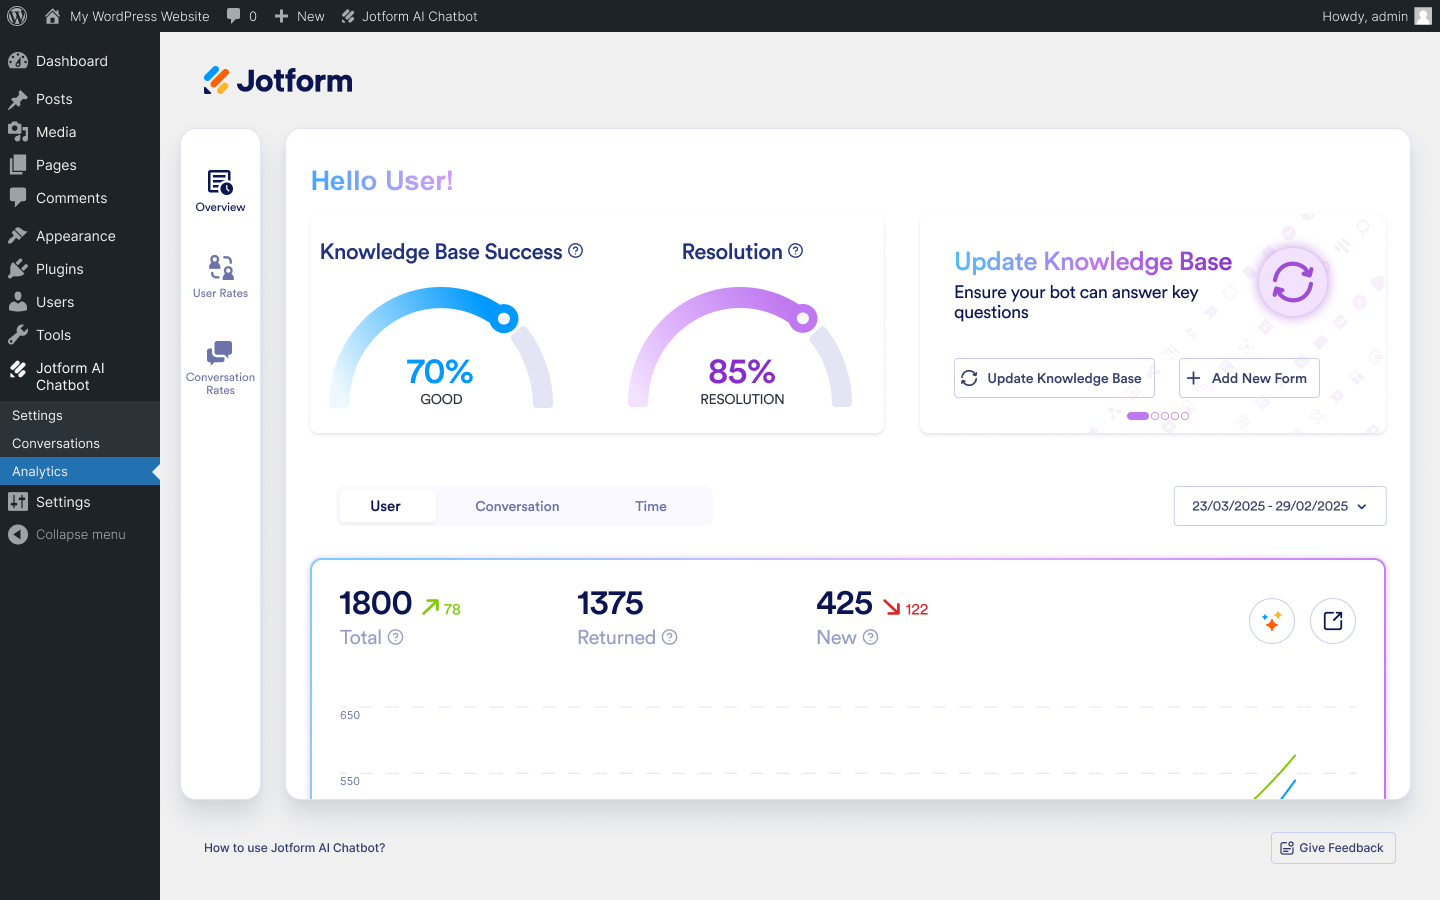 My WordPress Website
0
New
Jotform AI Chatbot
Howdy, admin
Dashboard
Posts
Media
Pages
Comments
Appearance
Plugins
Users
Tools
Jotform AI
Chatbot
Settings
Conversations
Analytics
Settings
Collapse menu
Jotform
Overview
User Rates
Conversation
Rates
Hello User!
Knowledge Base Success
70%
GOOD
Resolution
85%
RESOLUTION
Update Knowledge Base
Ensure your bot can answer key
questions
Update Knowledge Base
Add New Form
User
Conversation
Time
23/03/2025 - 29/02/2025
1800
78
Total
1375
Returned
425
122
New
650
550
How to use Jotform AI Chatbot?
Give Feedback